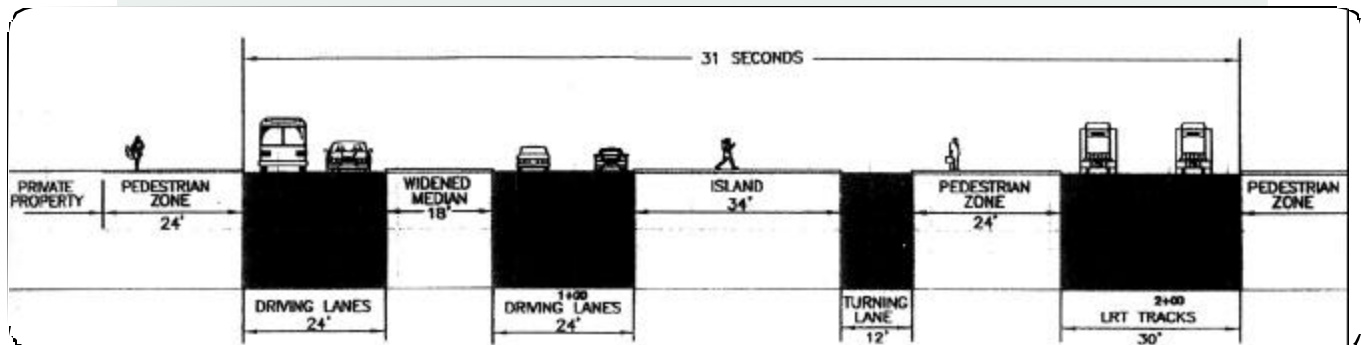 31 SECONDS
PRIVATE
PROPERTY
PEDESTRIAN
ZONE
24'
WIDENED
MEDIAN
18'
ISLAND
34'
PEDESTRIAN
ZONE
24'
PEDESTRIAN
ZONE
DRIVING LANES
24'
1+00
DRIVING LANES
24'
TURNING
LANE
12'
2+00
LRT TRACKS
30'